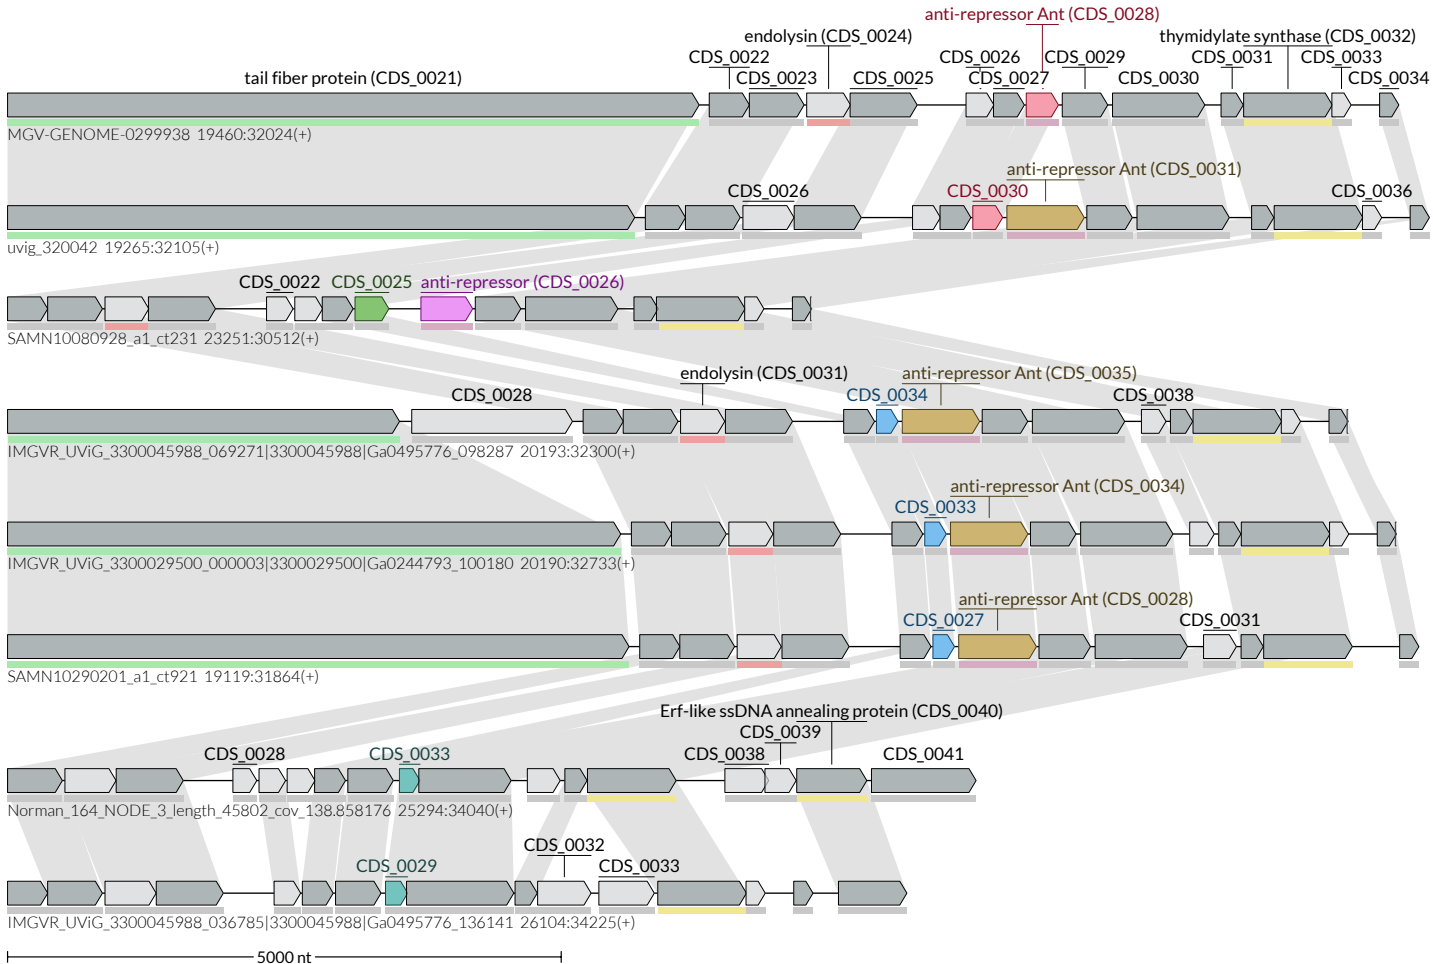 anti-repressor Ant (CDS_0028)
endolysin (CDS_0024) thymidylate synthase (CDS_0032)
CDS_0022 CDS_0026 CDS_0029 CDS_0031 CDS_0033
tail fiber protein (CDS_0021) CDS_0023 CDS_0025 CDS_0027 CDS_0030 CDS_0034
MGV-GENOME-0299938 19460:32024(+)
anti-repressor Ant (CDS_0031)
CDS_0026 CDS_0030 CDS_0036
uvig_320042 19265:32105(+)
CDS_0022 CDS_0025 anti-repressor (CDS_0026)
SAMN10080928_a1_ct231 23251:30512(+)
endolysin (CDS_0031) anti-repressor Ant (CDS_0035)
CDS_0028 CDS_0034 CDS_0038
IMGVR_UViG_3300045988_069271|3300045988|Ga0495776_098287 20193:32300(+)
anti-repressor Ant (CDS_0034)
CDS_0033
IMGVR_UViG_3300029500_000003|3300029500|Ga0244793_100180 20190:32733(+)
anti-repressor Ant (CDS_0028)
CDS_0027 CDS_0031
SAMN10290201_a1_ct921 19119:31864(+)
Erf-like ssDNA annealing protein (CDS_0040)
CDS_0039
CDS_0028 CDS_0033 CDS_0038 CDS_0041
Norman_164_NODE_3_length_45802_cov_138.858176 25294:34040(+)
CDS_0032
CDS_0029 CDS_0033
IMGVR_UViG_3300045988_036785|3300045988|Ga0495776_136141 26104:34225(+)
5000 nt